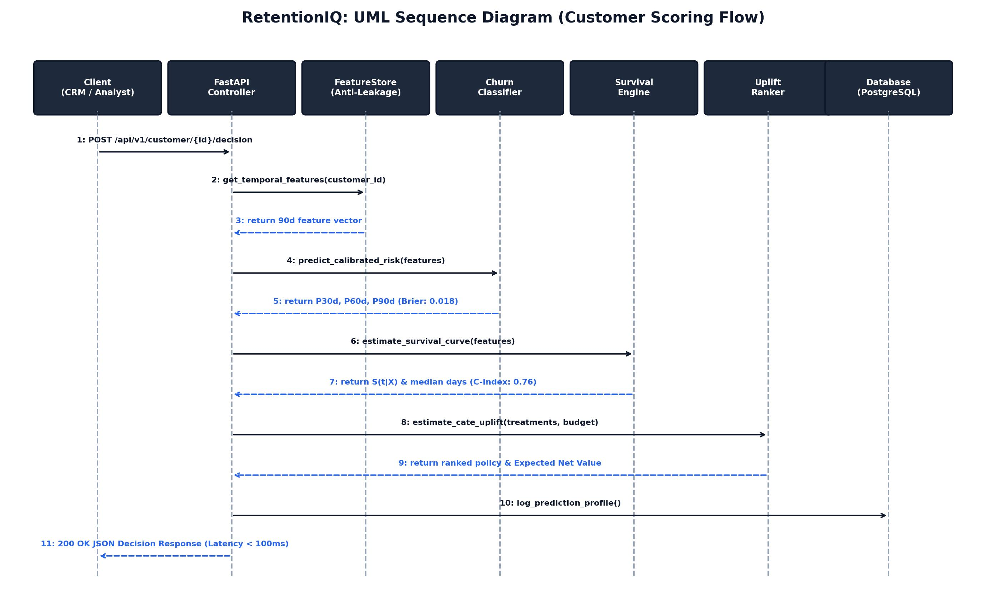 RetentionIQ: UML Sequence Diagram (Customer Scoring Flow)
Client
(CRM / Analyst)
FastAPI
Controller
FeatureStore
(Anti-Leakage)
Churn
Classifier
Survival
Engine
Uplift
Ranker
Database
(PostgreSQL)
1: POST /api/v1/customer/{id}/decision
2: get_temporal_features(customer_id)
3: return 90d feature vector
4: predict_calibrated_risk(features)
5: return P30d, P60d, P90d (Brier: 0.018)
6: estimate_survival_curve(features)
7: return S(t|X) & median days (C-Index: 0.76)
8: estimate_cate_uplift(treatments, budget)
9: return ranked policy & Expected Net Value
10: log_prediction_profile()
11: 200 OK JSON Decision Response (Latency < 100ms)